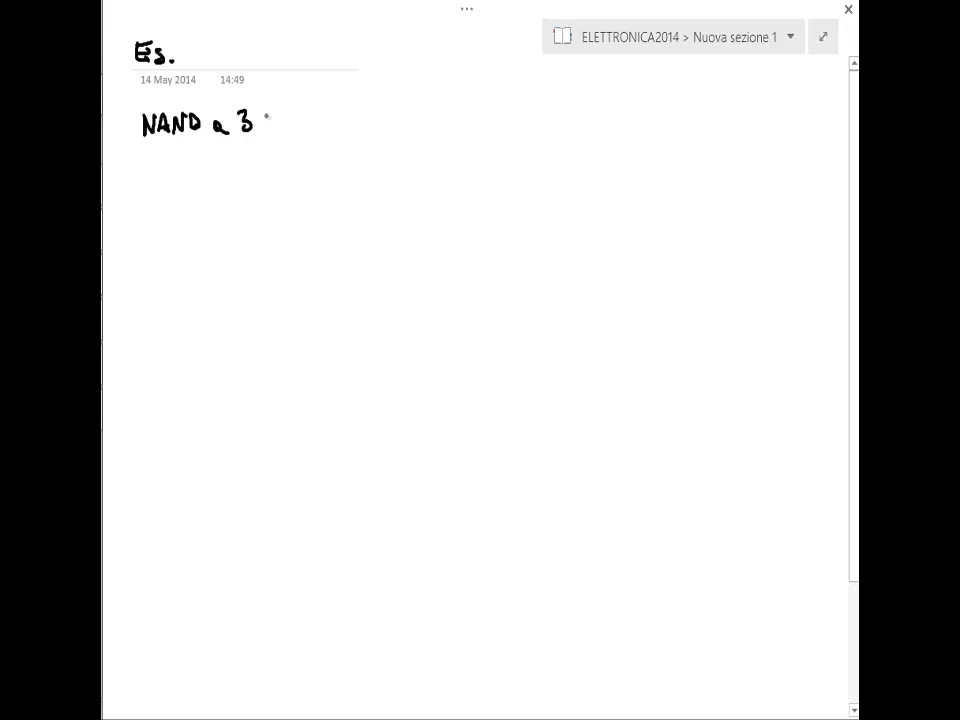 ...
ELETTRONICA2014 > Nuova sezione 1
Es.
14 May 2014 14:49
NAND a 3